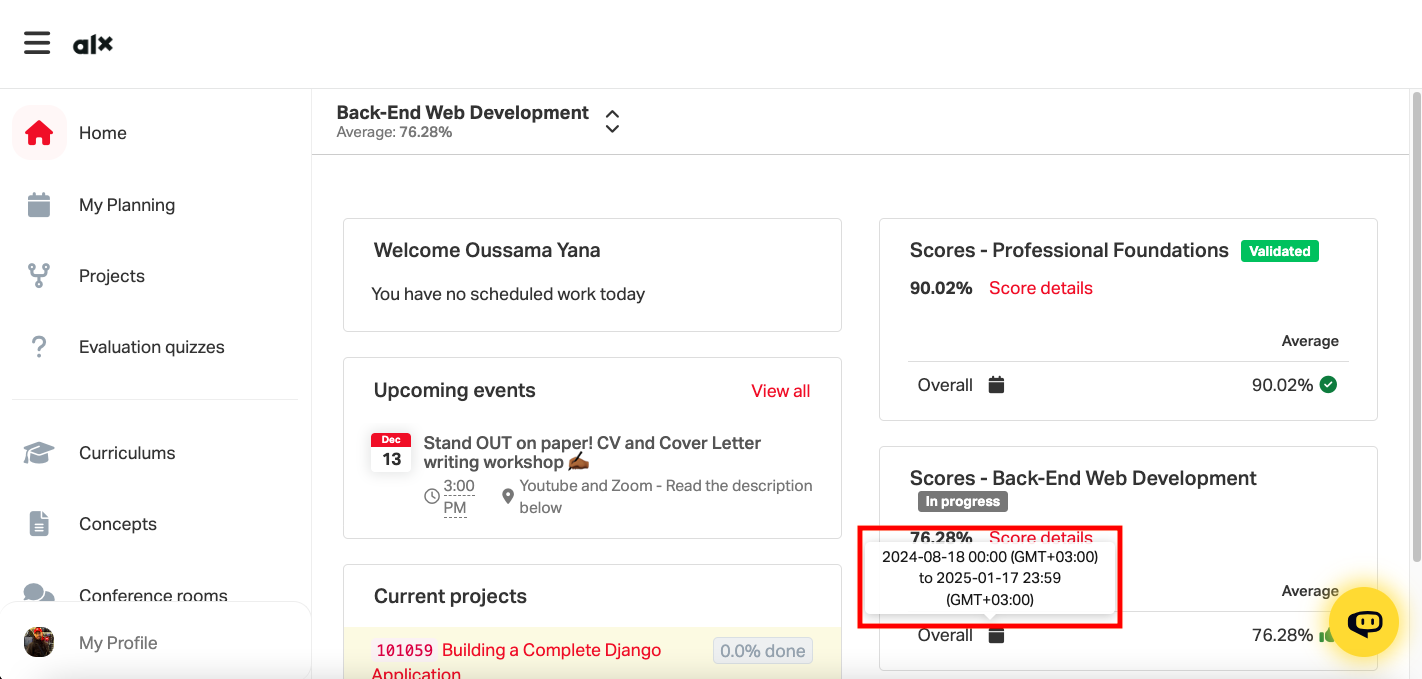 alx
Home
My Planning
Projects
Evaluation quizzes
Curriculums
Concepts
Conference rooms
My Profile
Back-End Web Development
Average: 76.28%
Welcome Oussama Yana
You have no scheduled work today
Upcoming events
View all
Dec
13
Stand OUT on paper! CV and Cover Letter
writing workshop ✍🏾
3:00
PM
Youtube and Zoom - Read the description
below
Current projects
101059 Building a Complete Django
Application
0.0% done
Scores - Professional Foundations Validated
90.02% Score details
Average
Overall 90.02%
Scores - Back-End Web Development
In progress
76.28% Score details
2024-08-18 00:00 (GMT+03:00)
to 2025-01-17 23:59
(GMT+03:00)
Average
Overall 76.28%